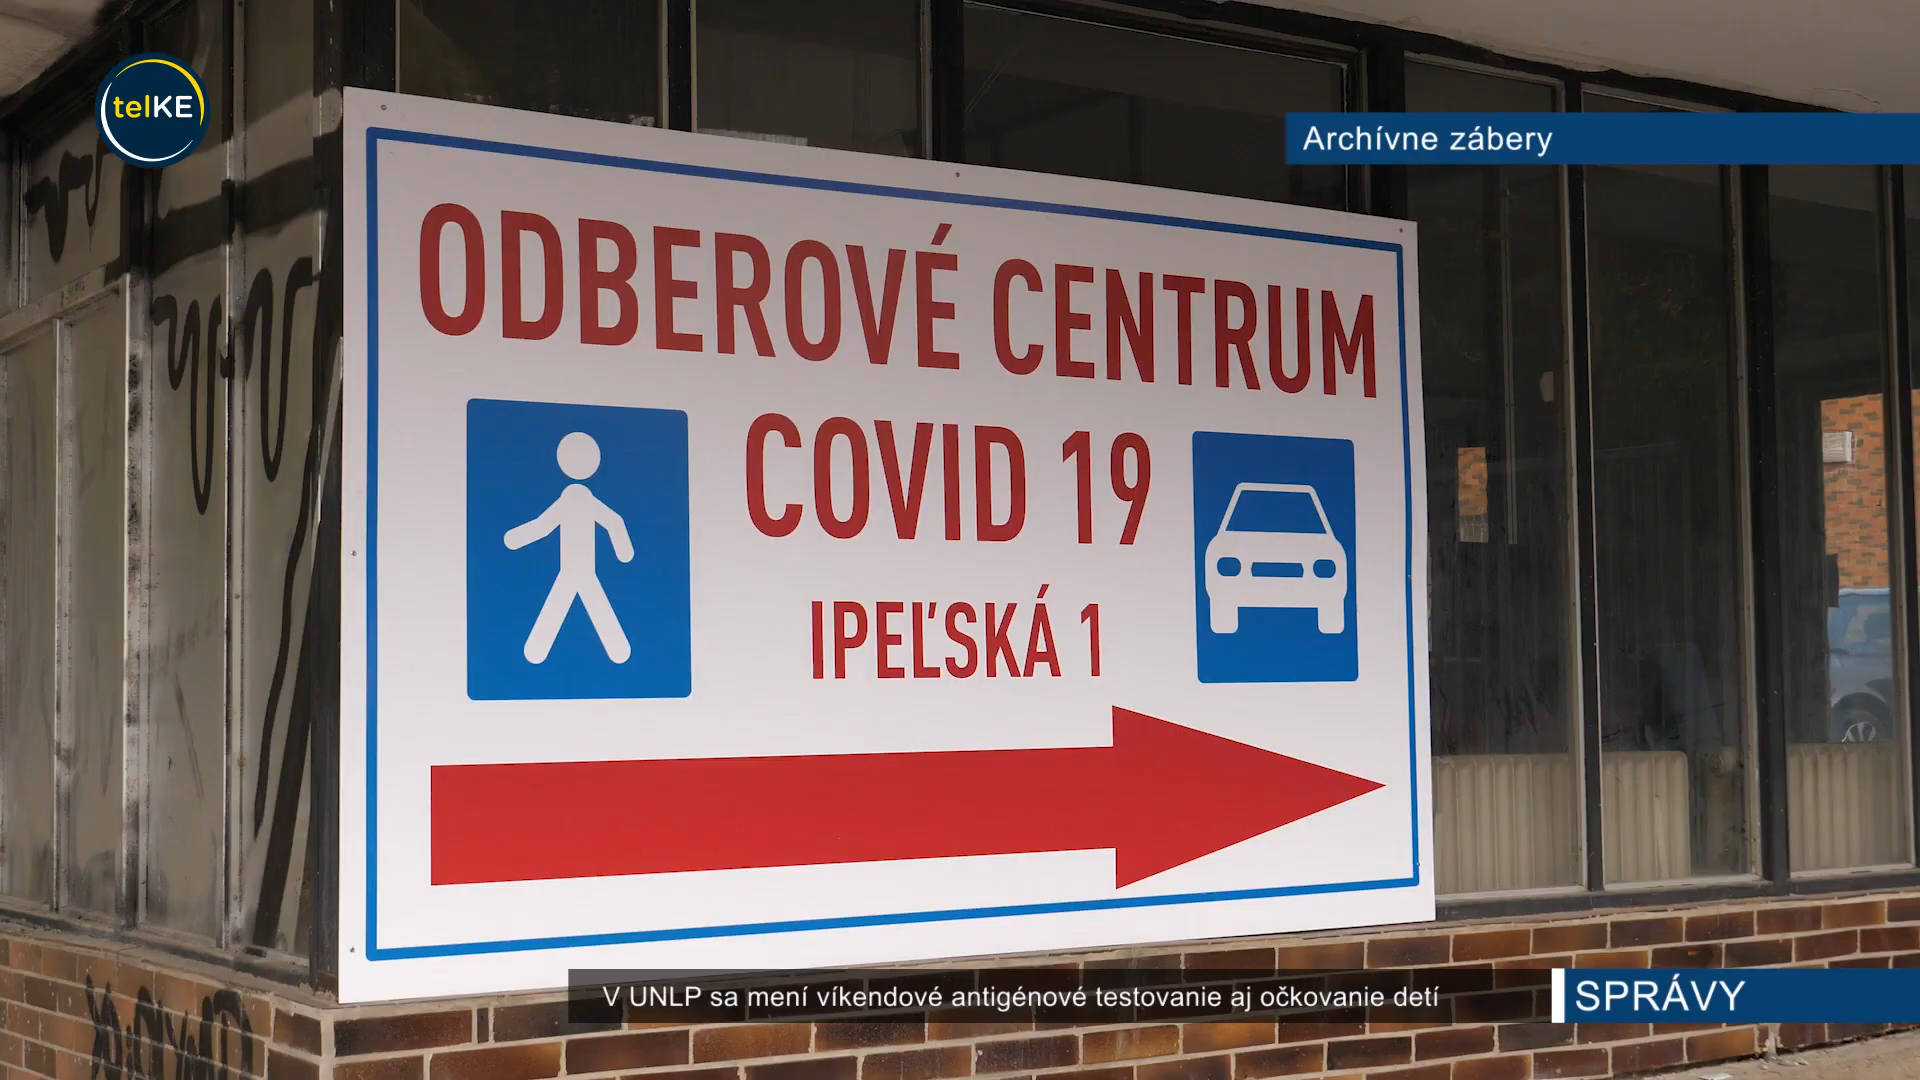 telKE
Archívne zábery
ODBEROVÉ CENTRUM
COVID 19
IPEĽSKÁ 1
V UNLP sa mení víkendové antigénové testovanie aj očkovanie detí
SPRÁVY